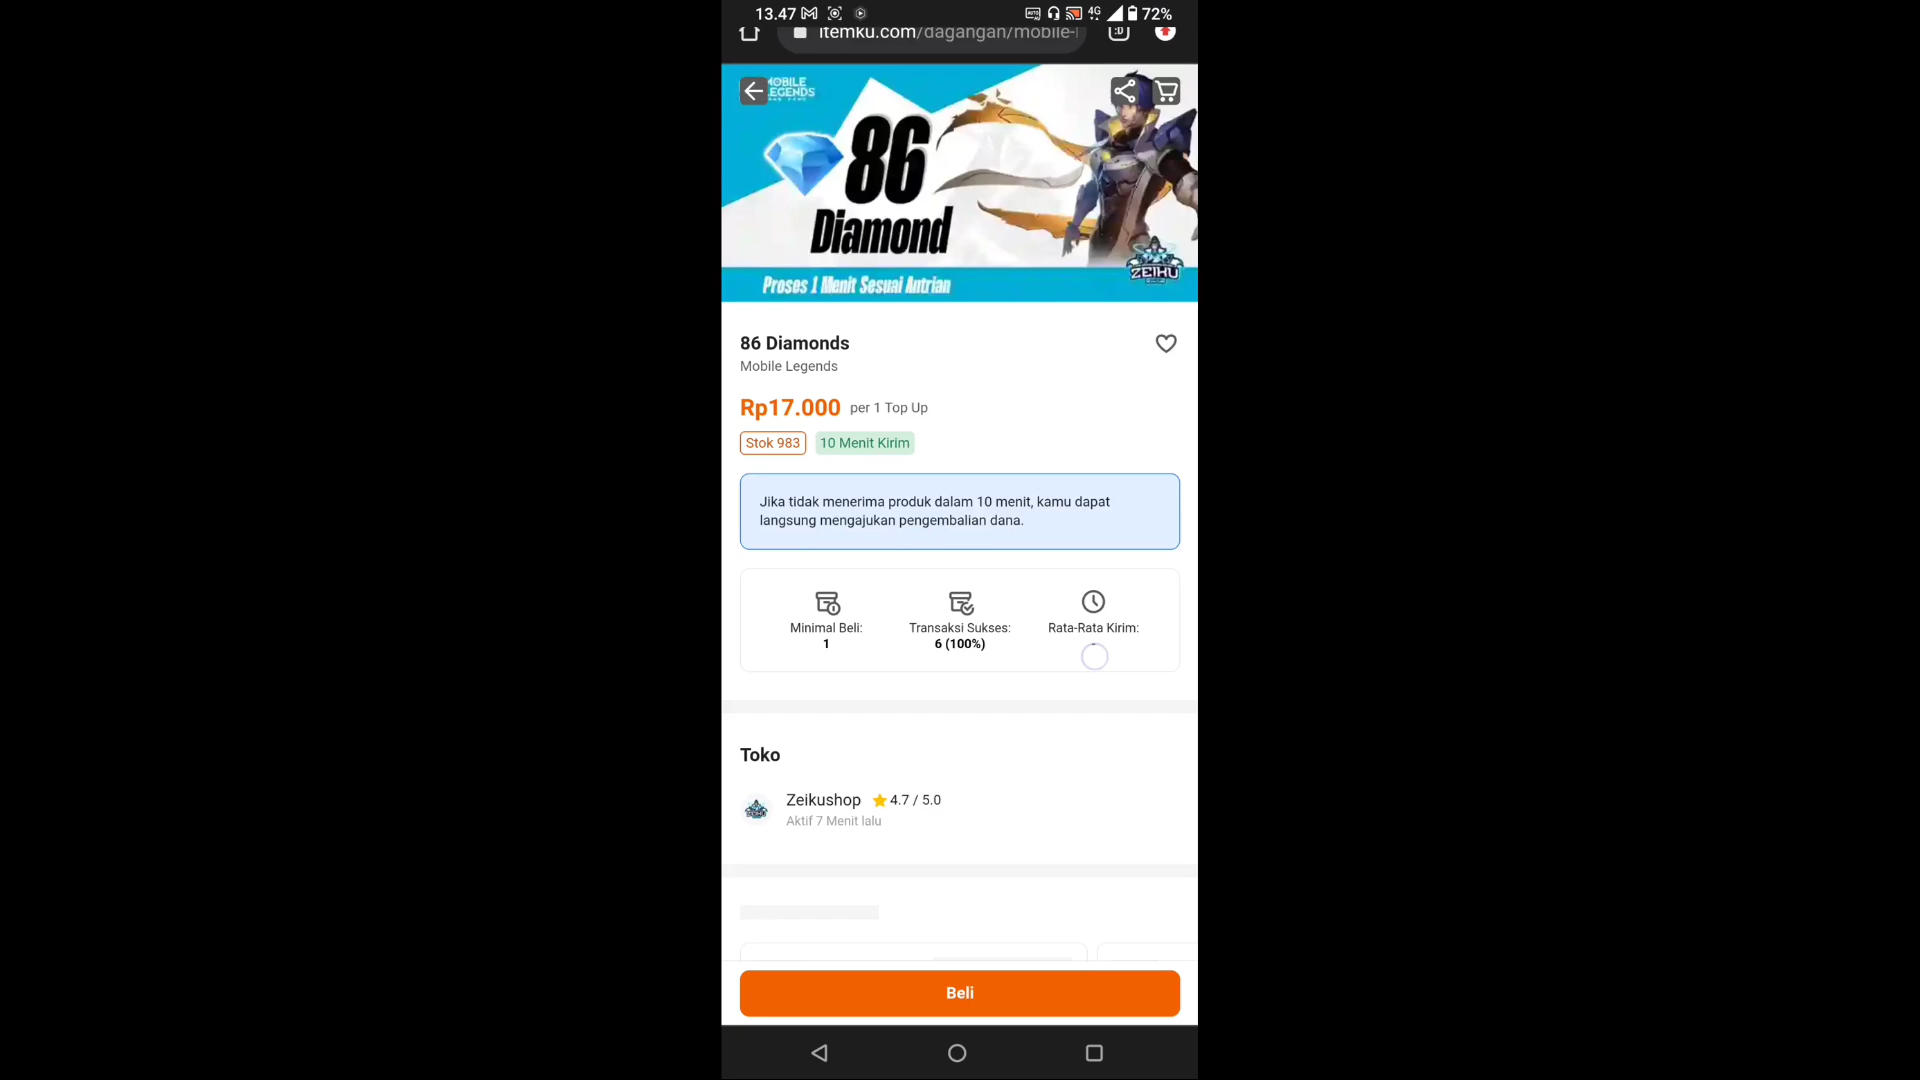 13.47
4G
72%
itemku.com/dagangan/mobile-
MOBILE
LEGENDS
86
Diamond
ZEIKU
Proses 1 Menit Sesuai Antrian
86 Diamonds
Mobile Legends
Rp17.000 per 1 Top Up
Stok 983 10 Menit Kirim
Jika tidak menerima produk dalam 10 menit, kamu dapat
langsung mengajukan pengembalian dana.
Minimal Beli:
1
Transaksi Sukses:
6 (100%)
Rata-Rata Kirim:
Toko
Zeikushop 4.7 / 5.0
Aktif 7 Menit lalu
Beli